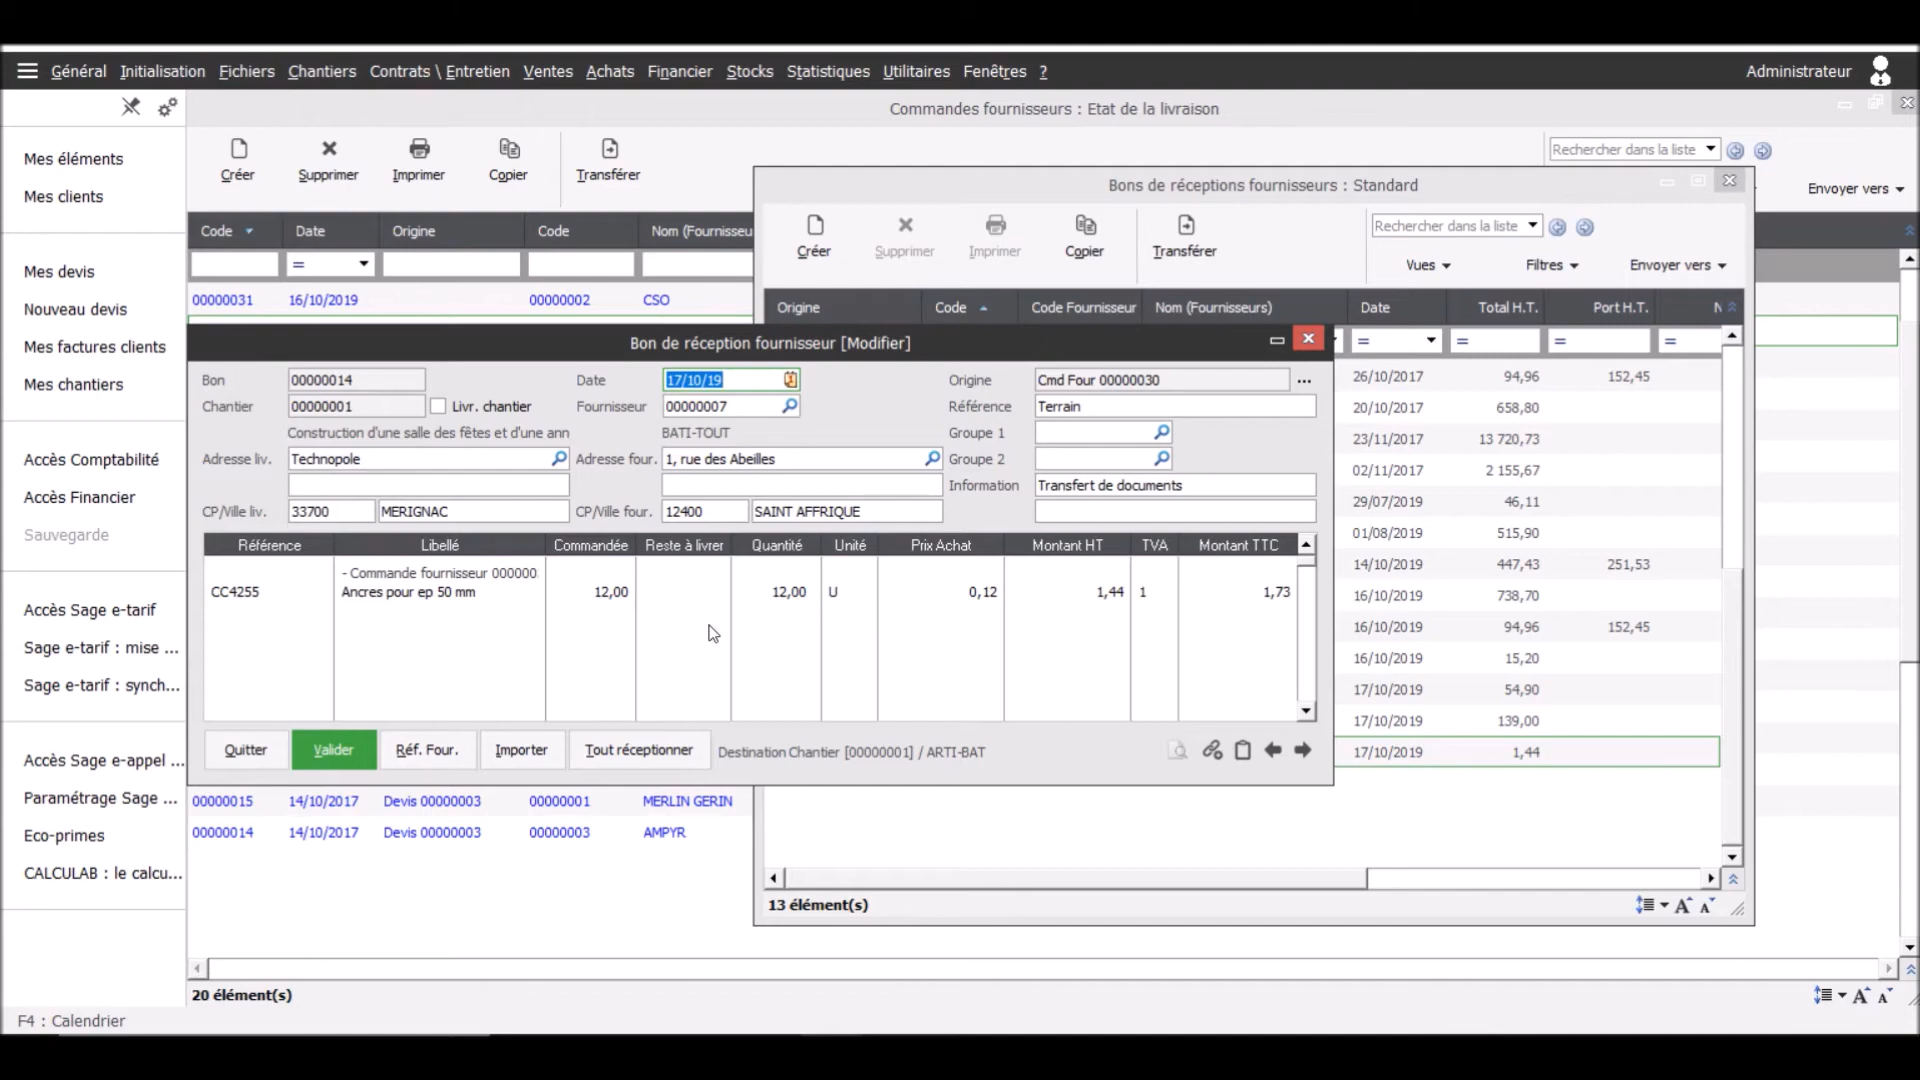 Général Initialisation Fichiers Chantiers Contrats \ Entretien Ventes Achats Financier Stocks Statistiques Utilitaires Fenêtres ? Administrateur
Commandes fournisseurs : Etat de la livraison
Mes éléments
Mes clients
Mes devis
Nouveau devis
Mes factures clients
Mes chantiers
Accès Comptabilité
Accès Financier
Sauvegarde
Accès Sage e-tarif
Sage e-tarif : mise ...
Sage e-tarif : synch...
Accès Sage e-appel ...
Paramétrage Sage ...
Eco-primes
CALCULAB : le calcu...
Créer Supprimer Imprimer Copier Transférer
Rechercher dans la liste
Envoyer vers
Code Date Origine Code Nom (Fournisseu
=
00000031 16/10/2019 00000002 CSO
Bons de réceptions fournisseurs : Standard
Créer Supprimer Imprimer Copier Transférer
Rechercher dans la liste
Vues Filtres Envoyer vers
Origine Code Code Fournisseur Nom (Fournisseurs) Date Total H.T. Port H.T. N
= = = =
26/10/2017 94,96 152,45
20/10/2017 658,80
23/11/2017 13 720,73
02/11/2017 2 155,67
29/07/2019 46,11
01/08/2019 515,90
14/10/2019 447,43 251,53
16/10/2019 738,70
16/10/2019 94,96 152,45
16/10/2019 15,20
17/10/2019 54,90
17/10/2019 139,00
17/10/2019 1,44
13 élément(s)
Bon de réception fournisseur [Modifier]
Bon 00000014 Date 17/10/19 Origine Cmd Four 00000030 ...
Chantier 00000001 Livr. chantier Fournisseur 00000007 Référence Terrain
Construction d'une salle des fêtes et d'une ann BATI-TOUT Groupe 1
Adresse liv. Technopole Adresse four. 1, rue des Abeilles Groupe 2
Information Transfert de documents
CP/Ville liv. 33700 MERIGNAC CP/Ville four. 12400 SAINT AFFRIQUE
Référence Libellé Commandée Reste à livrer Quantité Unité Prix Achat Montant HT TVA Montant TTC
- Commande fournisseur 000000
CC4255 Ancres pour ep 50 mm 12,00 12,00 U 0,12 1,44 1 1,73
Quitter Valider Réf. Four. Importer Tout réceptionner Destination Chantier [00000001] / ARTI-BAT
00000015 14/10/2017 Devis 00000003 00000001 MERLIN GERIN
00000014 14/10/2017 Devis 00000003 00000003 AMPYR
20 élément(s)
F4 : Calendrier